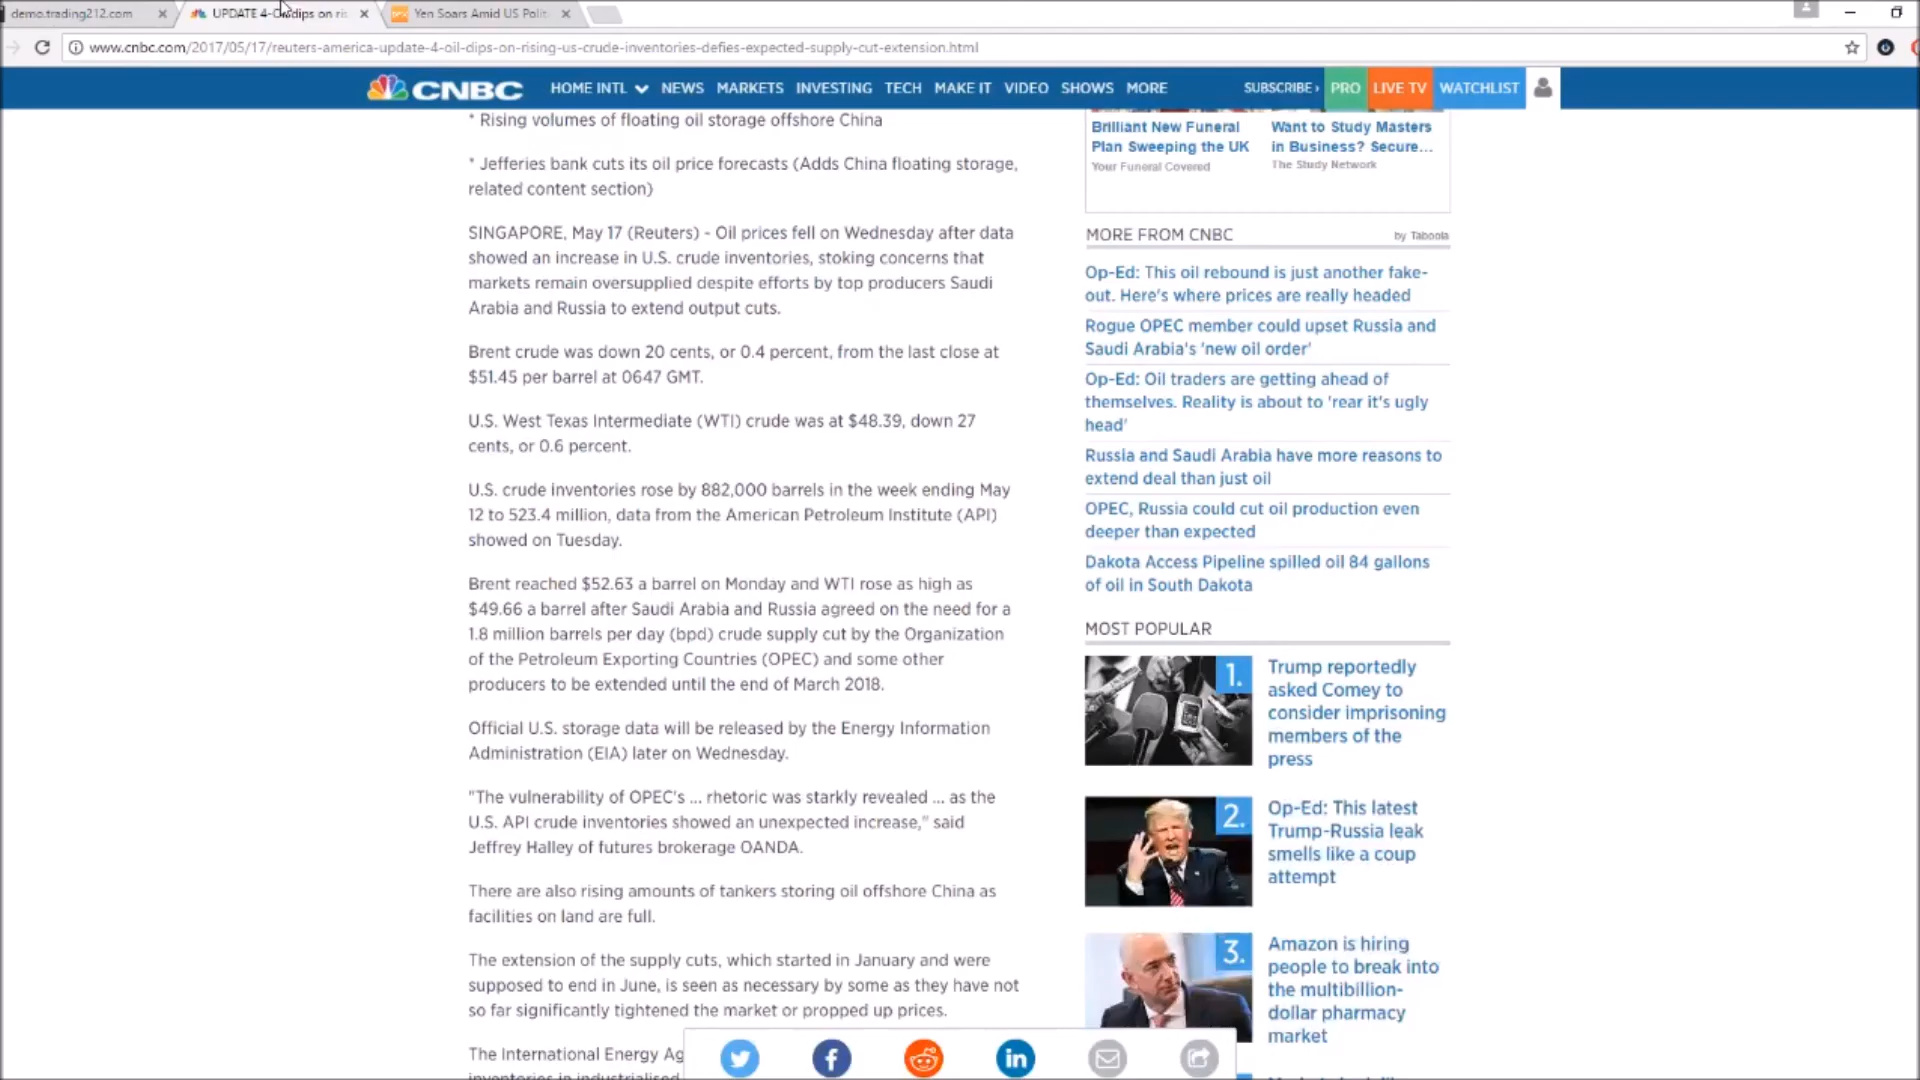 demo.trading212.com
UPDATE 4-Oil dips on ris
Yen Soars Amid US Polit
www.cnbc.com/2017/05/17/reuters-america-update-4-oil-dips-on-rising-us-crude-inventories-defies-expected-supply-cut-extension.html
CNBC HOME INTL NEWS MARKETS INVESTING TECH MAKE IT VIDEO SHOWS MORE SUBSCRIBE › PRO LIVE TV WATCHLIST
* Rising volumes of floating oil storage offshore China
* Jefferies bank cuts its oil price forecasts (Adds China floating storage,
related content section)
SINGAPORE, May 17 (Reuters) - Oil prices fell on Wednesday after data
showed an increase in U.S. crude inventories, stoking concerns that
markets remain oversupplied despite efforts by top producers Saudi
Arabia and Russia to extend output cuts.
Brent crude was down 20 cents, or 0.4 percent, from the last close at
$51.45 per barrel at 0647 GMT.
U.S. West Texas Intermediate (WTI) crude was at $48.39, down 27
cents, or 0.6 percent.
U.S. crude inventories rose by 882,000 barrels in the week ending May
12 to 523.4 million, data from the American Petroleum Institute (API)
showed on Tuesday.
Brent reached $52.63 a barrel on Monday and WTI rose as high as
$49.66 a barrel after Saudi Arabia and Russia agreed on the need for a
1.8 million barrels per day (bpd) crude supply cut by the Organization
of the Petroleum Exporting Countries (OPEC) and some other
producers to be extended until the end of March 2018.
Official U.S. storage data will be released by the Energy Information
Administration (EIA) later on Wednesday.
"The vulnerability of OPEC's ... rhetoric was starkly revealed ... as the
U.S. API crude inventories showed an unexpected increase," said
Jeffrey Halley of futures brokerage OANDA.
There are also rising amounts of tankers storing oil offshore China as
facilities on land are full.
The extension of the supply cuts, which started in January and were
supposed to end in June, is seen as necessary by some as they have not
so far significantly tightened the market or propped up prices.
The International Energy Ag
inventories in industrialised
Brilliant New Funeral
Plan Sweeping the UK
Your Funeral Covered
Want to Study Masters
in Business? Secure...
The Study Network
MORE FROM CNBC
by Taboola
Op-Ed: This oil rebound is just another fake-
out. Here's where prices are really headed
Rogue OPEC member could upset Russia and
Saudi Arabia's 'new oil order'
Op-Ed: Oil traders are getting ahead of
themselves. Reality is about to 'rear it's ugly
head'
Russia and Saudi Arabia have more reasons to
extend deal than just oil
OPEC, Russia could cut oil production even
deeper than expected
Dakota Access Pipeline spilled oil 84 gallons
of oil in South Dakota
MOST POPULAR
1.
Trump reportedly
asked Comey to
consider imprisoning
members of the
press
2.
Op-Ed: This latest
Trump-Russia leak
smells like a coup
attempt
3.
Amazon is hiring
people to break into
the multibillion-
dollar pharmacy
market